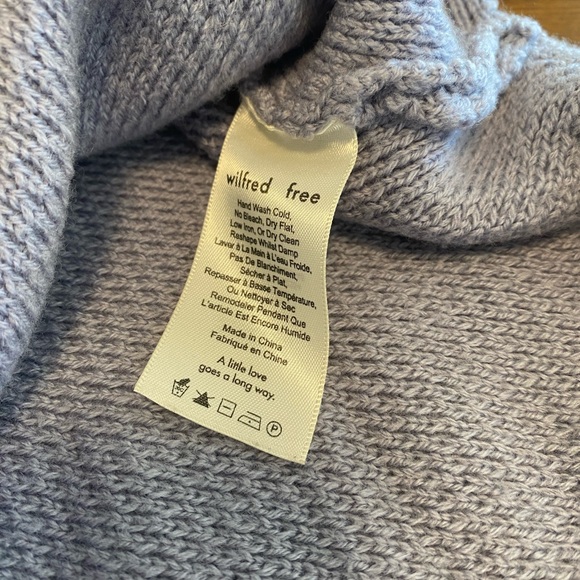 wilfred free
Hand Wash Cold,
No Bleach, Dry Flat,
Low Iron, Or Dry Clean
Reshape Whilst Damp
Laver à La Main à L'eau Froide,
Pas De Blanchiment,
Sécher à Plat,
Repasser à Basse Température,
Ou Nettoyer à Sec
Remodeler Pendant Que
L'article Est Encore Humide
Made in China
Fabriqué en Chine
A little love
goes a long way.
P